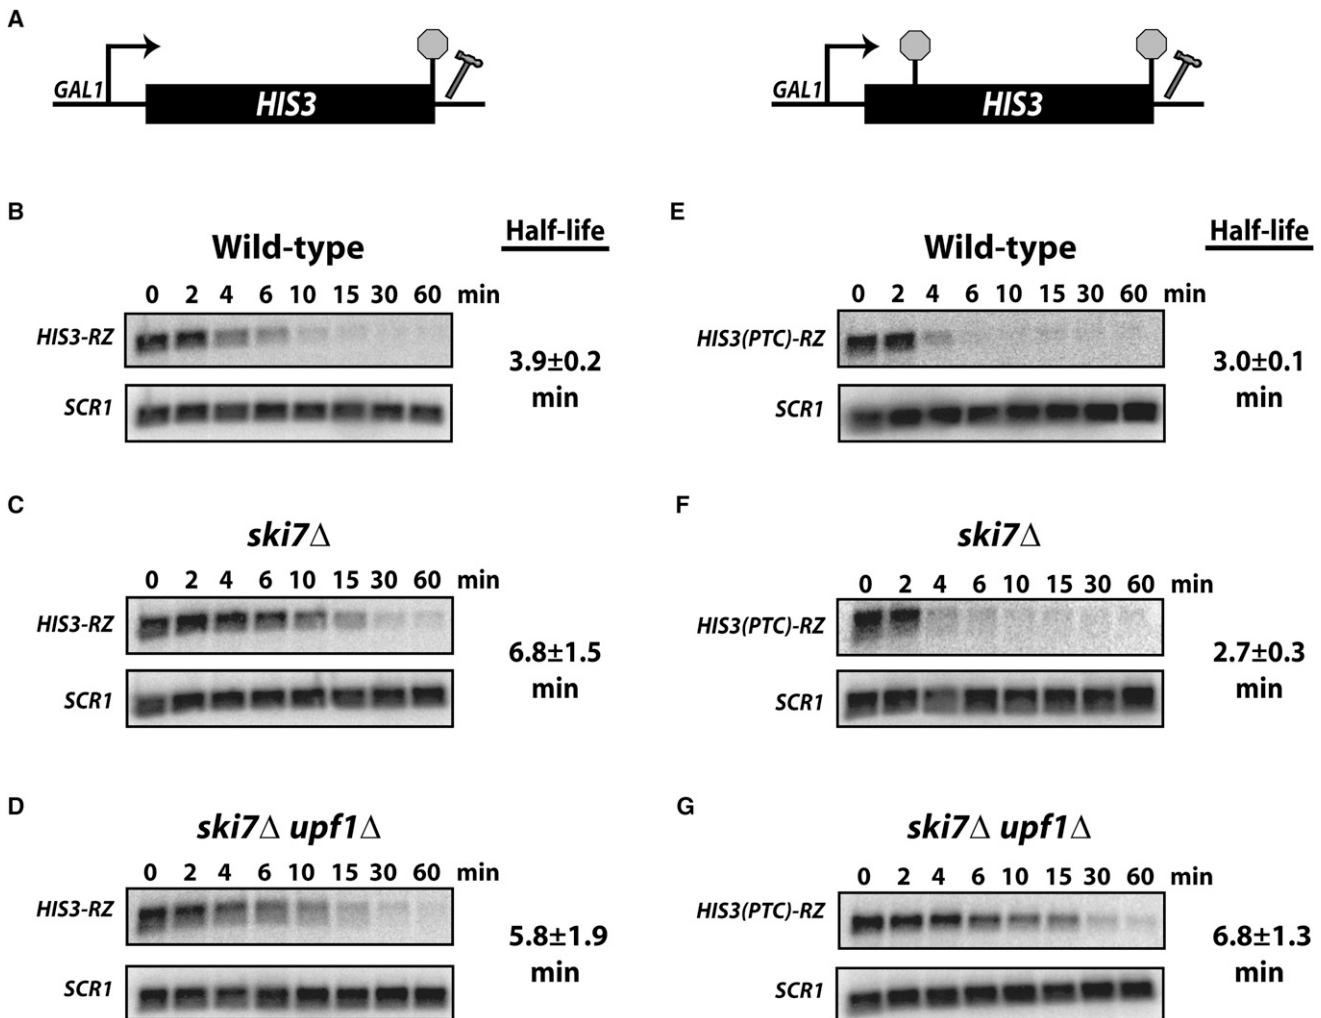 A
GAL1
HIS3
GAL1
HIS3
B
Wild-type
Half-life
0 2 4 6 10 15 30 60 min
HIS3-RZ
SCR1
3.9±0.2
min
E
Wild-type
Half-life
0 2 4 6 10 15 30 60 min
HIS3(PTC)-RZ
SCR1
3.0±0.1
min
C
ski7Δ
0 2 4 6 10 15 30 60 min
HIS3-RZ
SCR1
6.8±1.5
min
F
ski7Δ
0 2 4 6 10 15 30 60 min
HIS3(PTC)-RZ
SCR1
2.7±0.3
min
D
ski7Δ upf1Δ
0 2 4 6 10 15 30 60 min
HIS3-RZ
SCR1
5.8±1.9
min
G
ski7Δ upf1Δ
0 2 4 6 10 15 30 60 min
HIS3(PTC)-RZ
SCR1
6.8±1.3
min